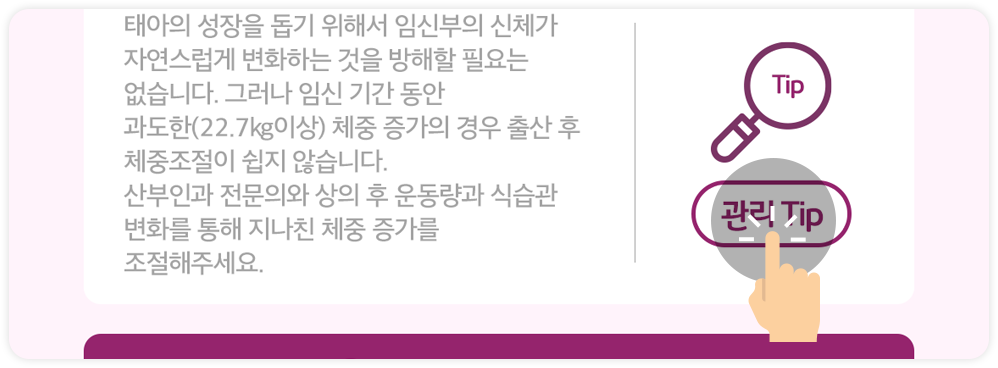 태아의 성장을 돕기 위해서 임신부의 신체가
자연스럽게 변화하는 것을 방해할 필요는
없습니다. 그러나 임신 기간 동안
과도한(22.7kg이상) 체중 증가의 경우 출산 후
체중조절이 쉽지 않습니다.
산부인과 전문의와 상의 후 운동량과 식습관
변화를 통해 지나친 체중 증가를
조절해주세요.
Tip
관리 Tip